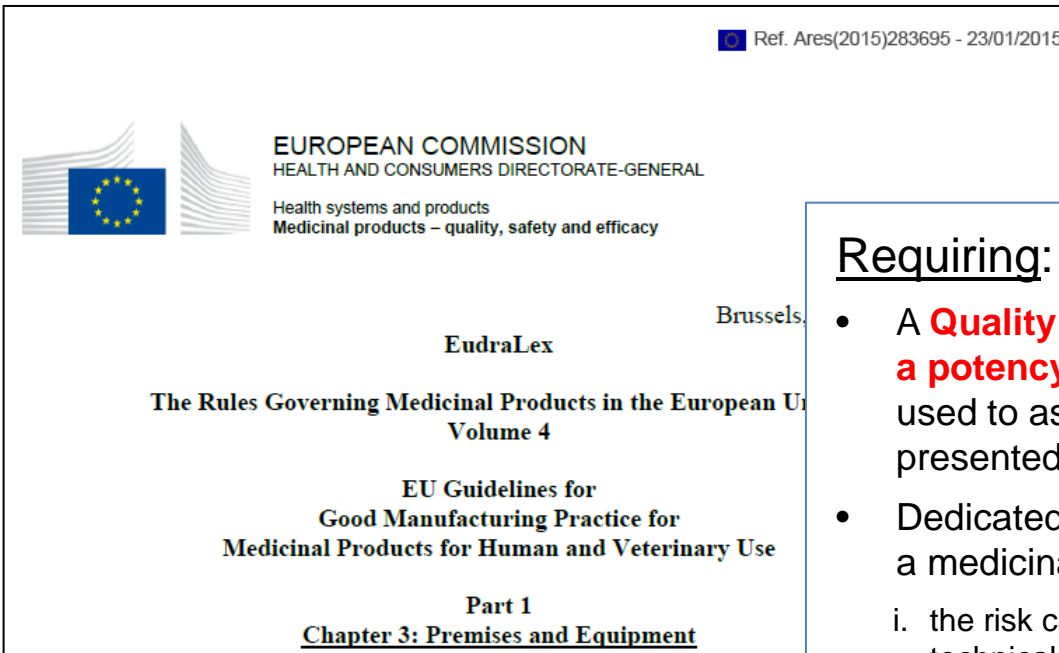 Ref. Ares(2015)283695 - 23/01/2015
EUROPEAN COMMISSION
HEALTH AND CONSUMERS DIRECTORATE-GENERAL
Health systems and products
Medicinal products – quality, safety and efficacy
Brussels,
EudraLex
The Rules Governing Medicinal Products in the European
Volume 4
EU Guidelines for
Good Manufacturing Practice for
Medicinal Products for Human and Veterinary Use
Part 1
Chapter 3: Premises and Equipment
Requiring:
• A Quality
a potency
used to as
presented
• Dedicated
a medicina
i. the risk c